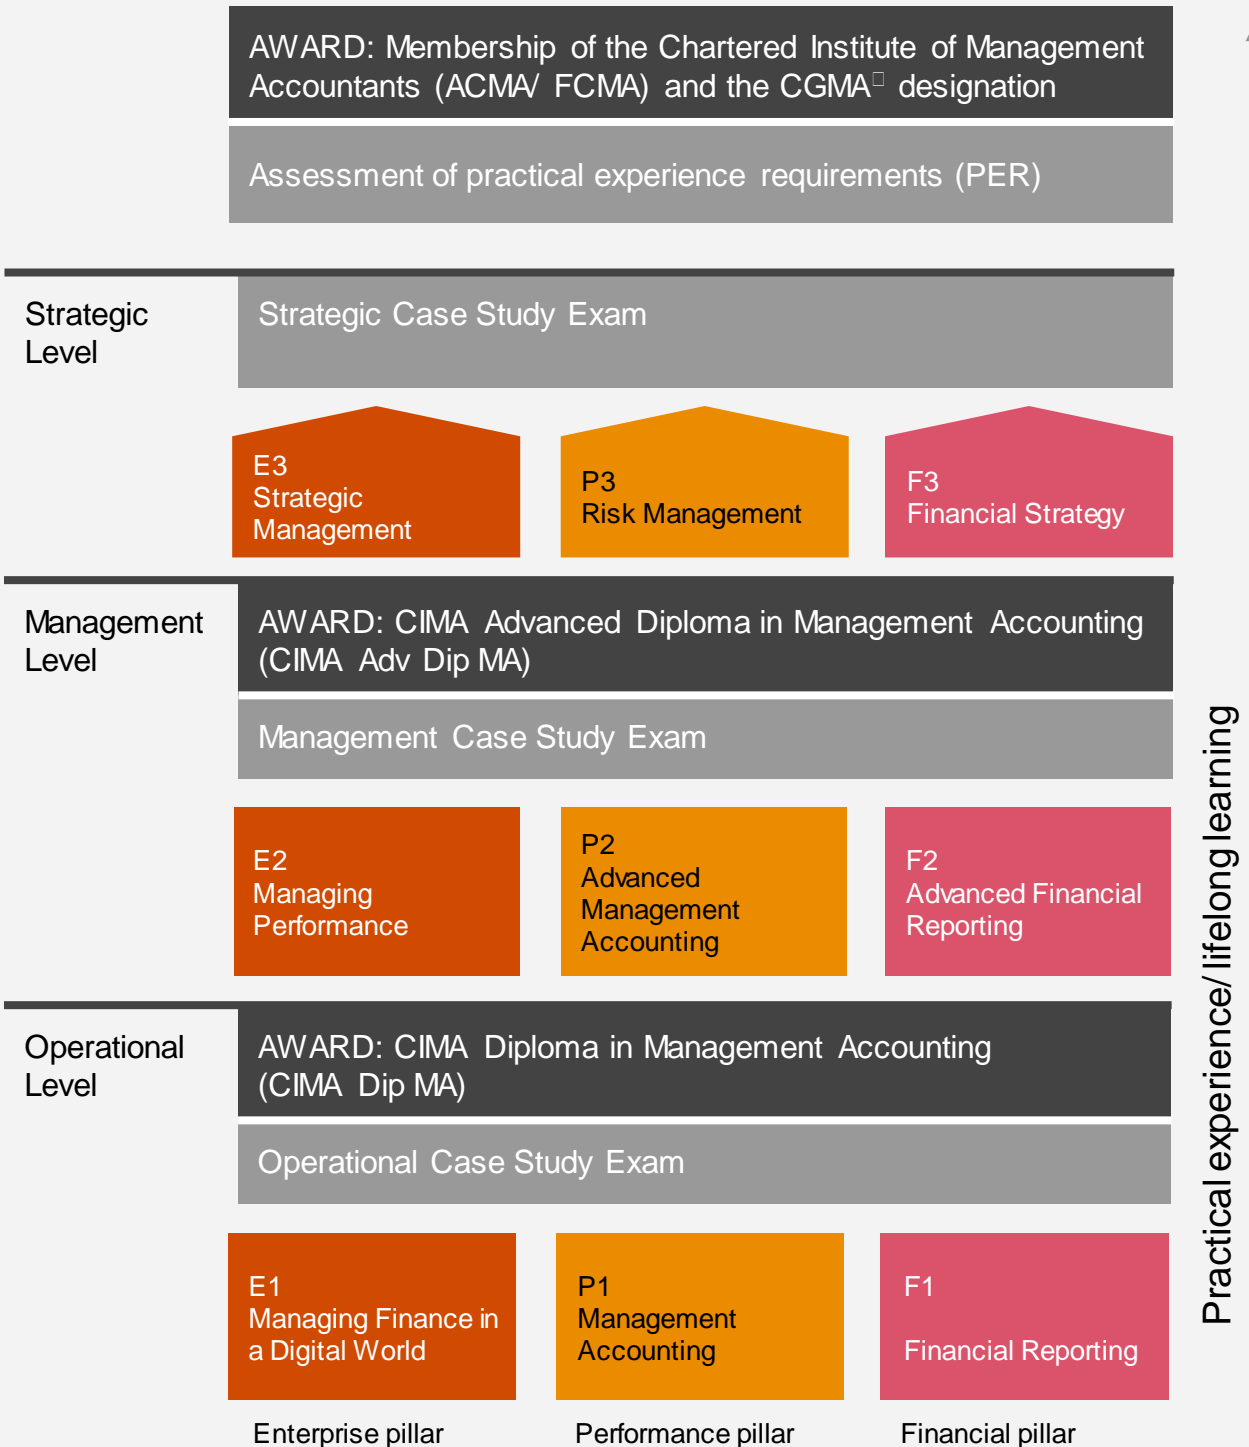 AWARD: Membership of the Chartered Institute of Management
Accountants (ACMA/ FCMA) and the CGMA□ designation
Assessment of practical experience requirements (PER)
Strategic
Level
Strategic Case Study Exam
E3
Strategic
Management
P3
Risk Management
F3
Financial Strategy
Management
Level
AWARD: CIMA Advanced Diploma in Management Accounting
(CIMA Adv Dip MA)
Management Case Study Exam
E2
Managing
Performance
P2
Advanced
Management
Accounting
F2
Advanced Financial
Reporting
Operational
Level
AWARD: CIMA Diploma in Management Accounting
(CIMA Dip MA)
Operational Case Study Exam
E1
Managing Finance in
a Digital World
P1
Management
Accounting
F1
Financial Reporting
Enterprise pillar
Performance pillar
Financial pillar
Practical experience/ lifelong learning